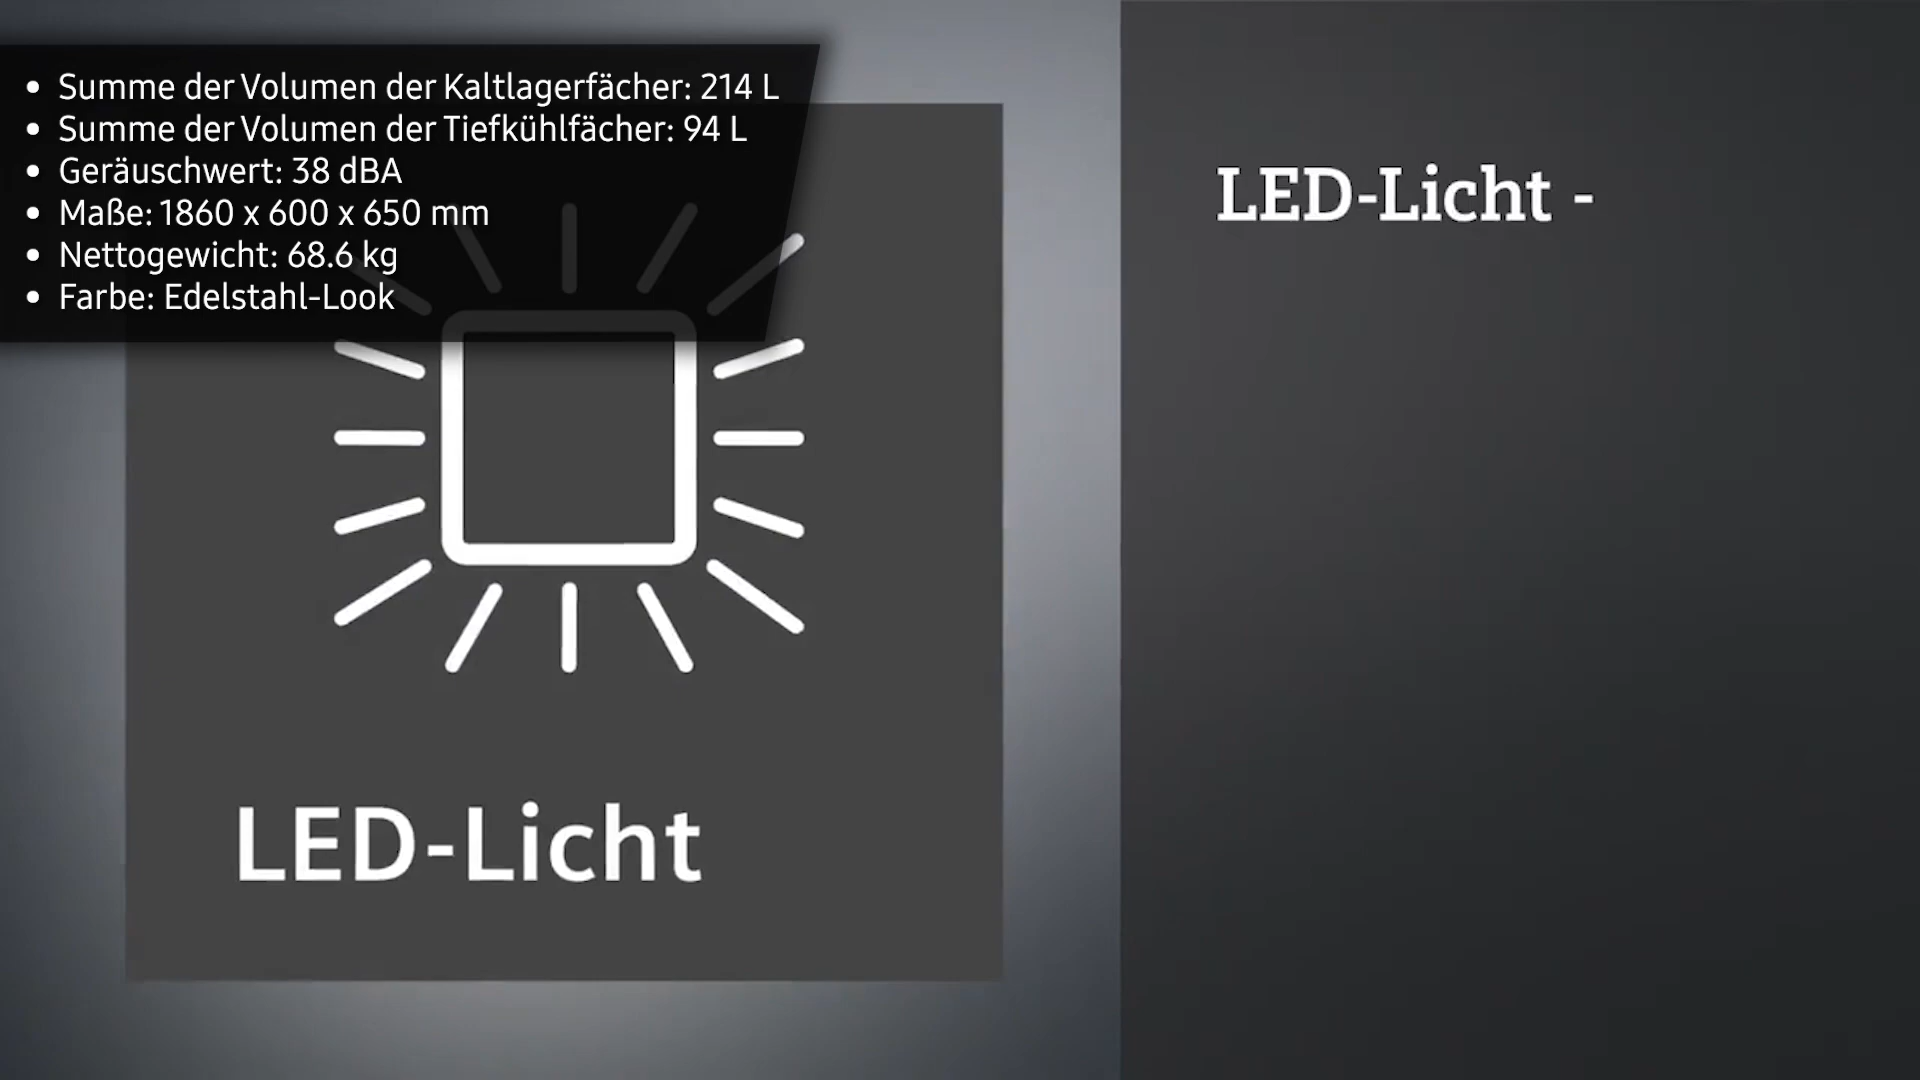 • Summe der Volumen der Kaltlagerfächer: 214 L
• Summe der Volumen der Tiefkühlfächer: 94 L
• Geräuschwert: 38 dBA
• Maße: 1860 x 600 x 650 mm
• Nettogewicht: 68.6 kg
• Farbe: Edelstahl-Look
LED-Licht -
LED-Licht